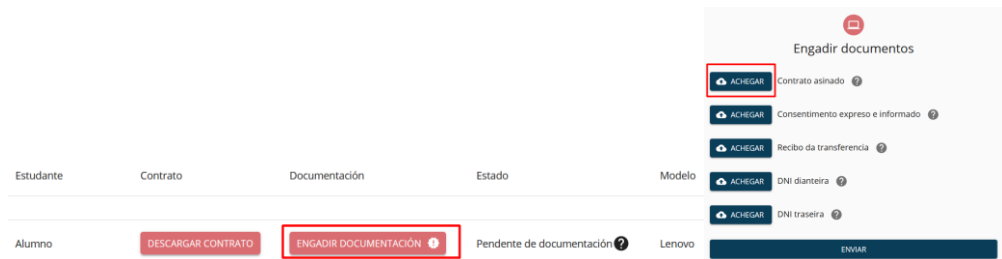 Estudante Contrato Documentación Estado Modelo
Alumno DESCARGAR CONTRATO ENGADIR DOCUMENTACIÓN ! Pendente de documentación ? Lenovo
Engadir documentos
ACHEGAR Contrato asinado ?
ACHEGAR Consentimento expreso e informado ?
ACHEGAR Recibo da transferencia ?
ACHEGAR DNI dianteira ?
ACHEGAR DNI traseira ?
ENVIAR